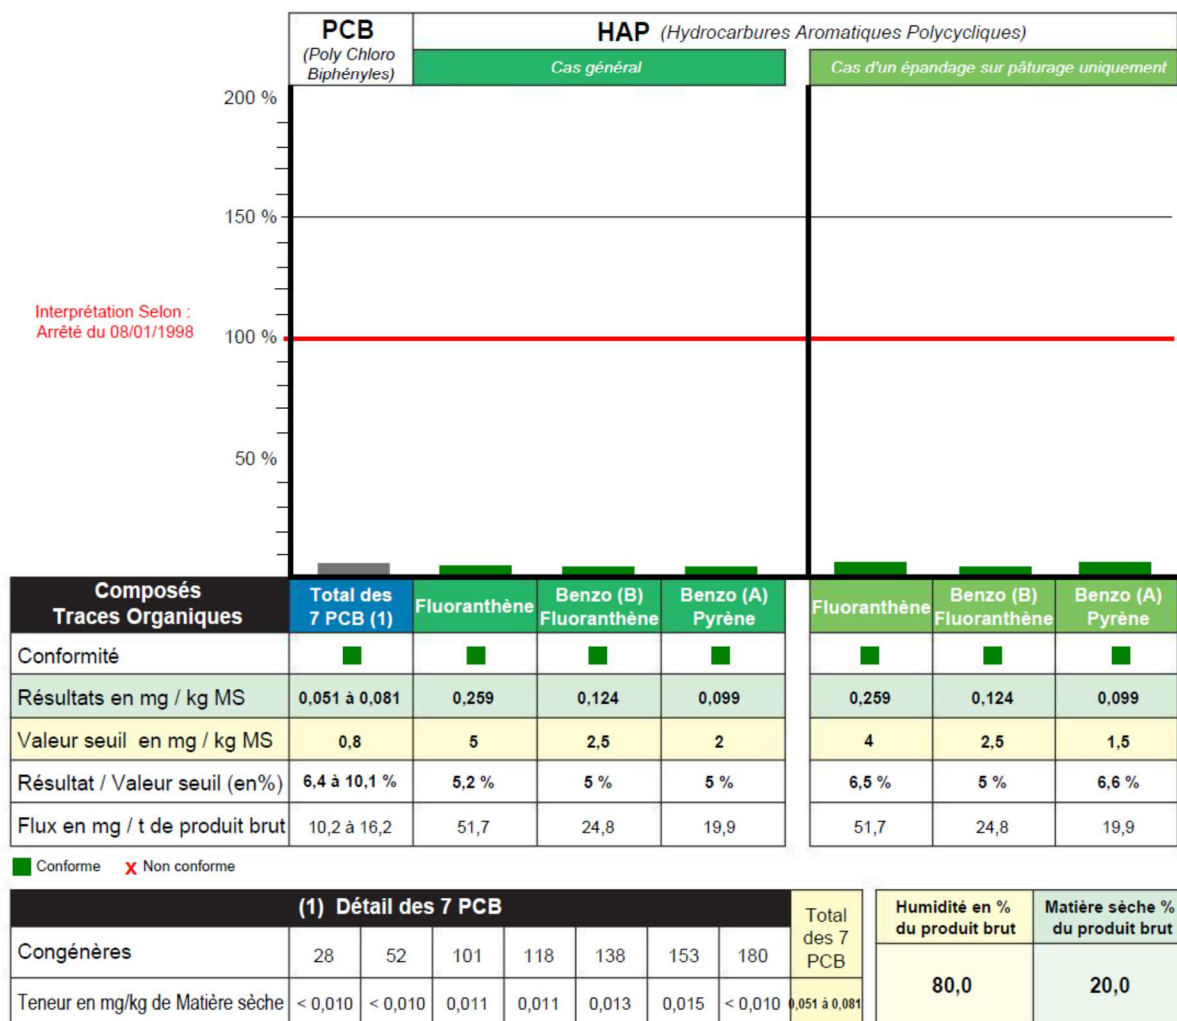 PCB
(Poly Chloro
Biphényles)
HAP (Hydrocarbures Aromatiques Polycycliques)
Cas général
Cas d'un épandage sur pâturage uniquement
200 %
150 %
Interprétation Selon :
Arrêté du 08/01/1998
100 %
50 %
Composés
Traces Organiques
Total des
7 PCB (1)
Fluoranthène
Benzo (B)
Fluoranthène
Benzo (A)
Pyrène
Fluoranthène
Benzo (B)
Fluoranthène
Benzo (A)
Pyrène
Conformité
Résultats en mg / kg MS 0,051 à 0,081 0,259 0,124 0,099 0,259 0,124 0,099
Valeur seuil en mg / kg MS 0,8 5 2,5 2 4 2,5 1,5
Résultat / Valeur seuil (en%) 6,4 à 10,1 % 5,2 % 5 % 5 % 6,5 % 5 % 6,6 %
Flux en mg / t de produit brut 10,2 à 16,2 51,7 24,8 19,9 51,7 24,8 19,9
Conforme x Non conforme
(1) Détail des 7 PCB
Total
des 7
PCB
Congénères 28 52 101 118 138 153 180
Teneur en mg/kg de Matière sèche < 0,010 < 0,010 0,011 0,011 0,013 0,015 < 0,010 0,051 à 0,081
Humidité en %
du produit brut
80,0
Matière sèche %
du produit brut
20,0